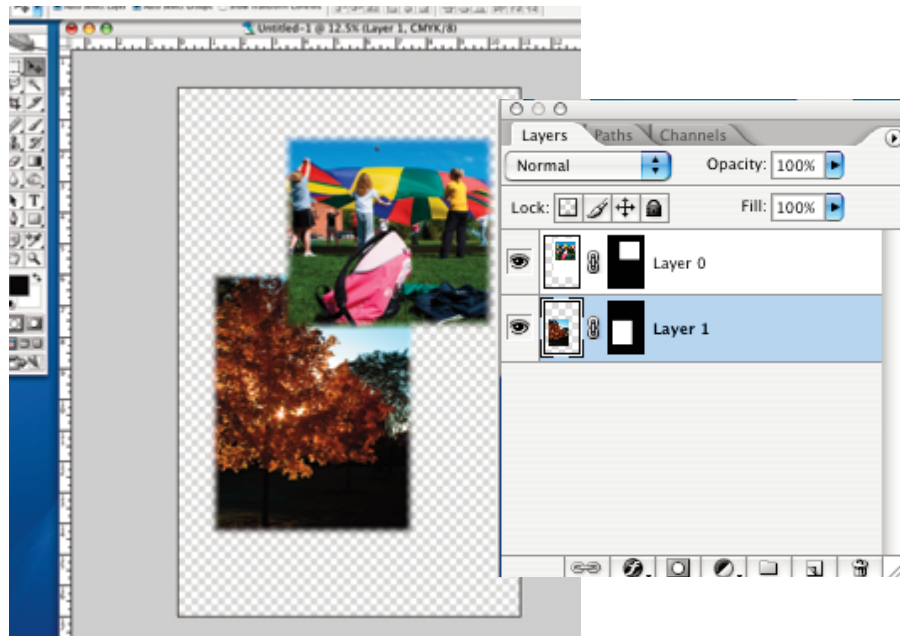 Untitled-1 @ 12.5% (Layer 1, CMYK/8)
Layers Paths Channels
Normal Opacity: 100%
Lock: Fill: 100%
Layer 0
Layer 1